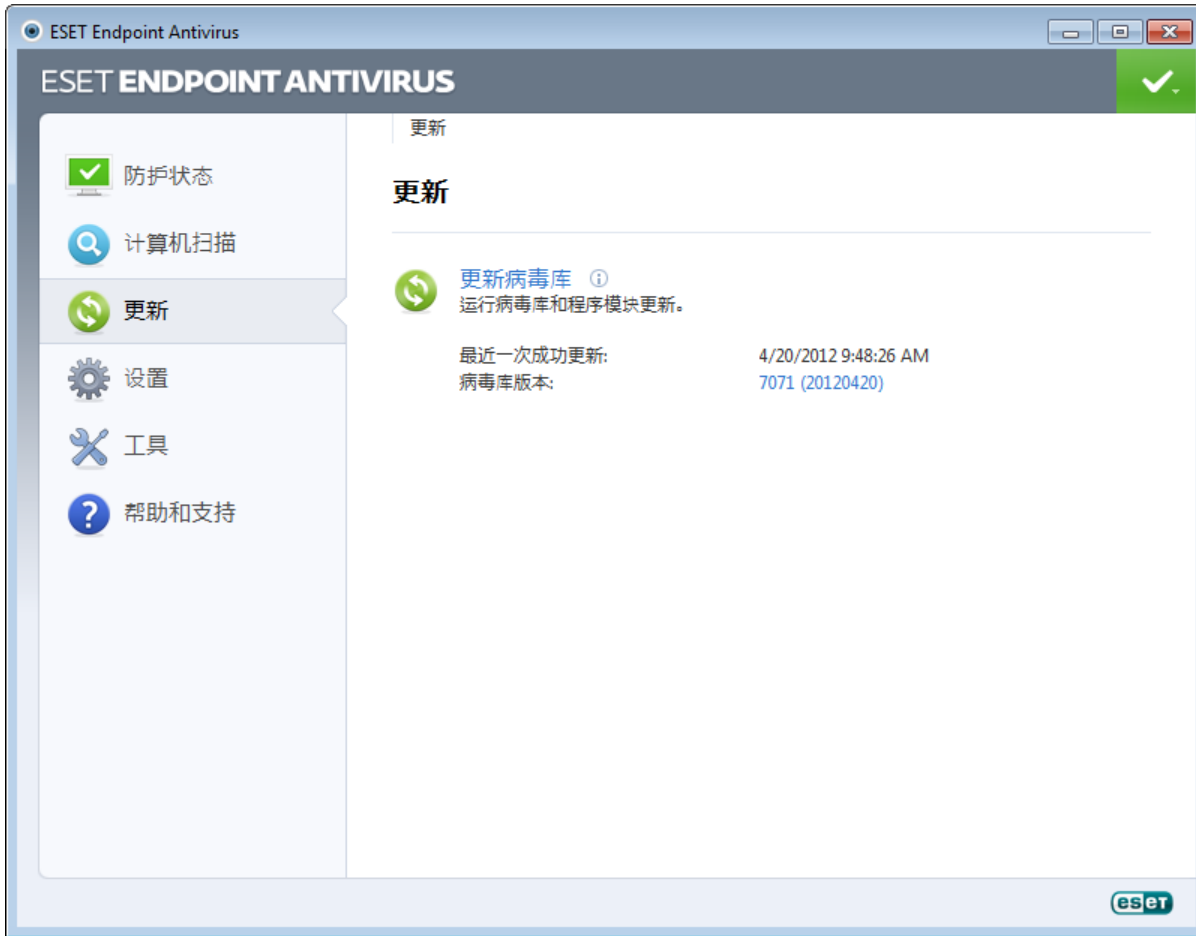 ESET Endpoint Antivirus
ESET ENDPOINT ANTIVIRUS
防护状态
计算机扫描
更新
设置
工具
帮助和支持
更新
更新
更新病毒库
运行病毒库和程序模块更新。
最近一次成功更新: 4/20/2012 9:48:26 AM
病毒库版本: 7071 (20120420)
eset